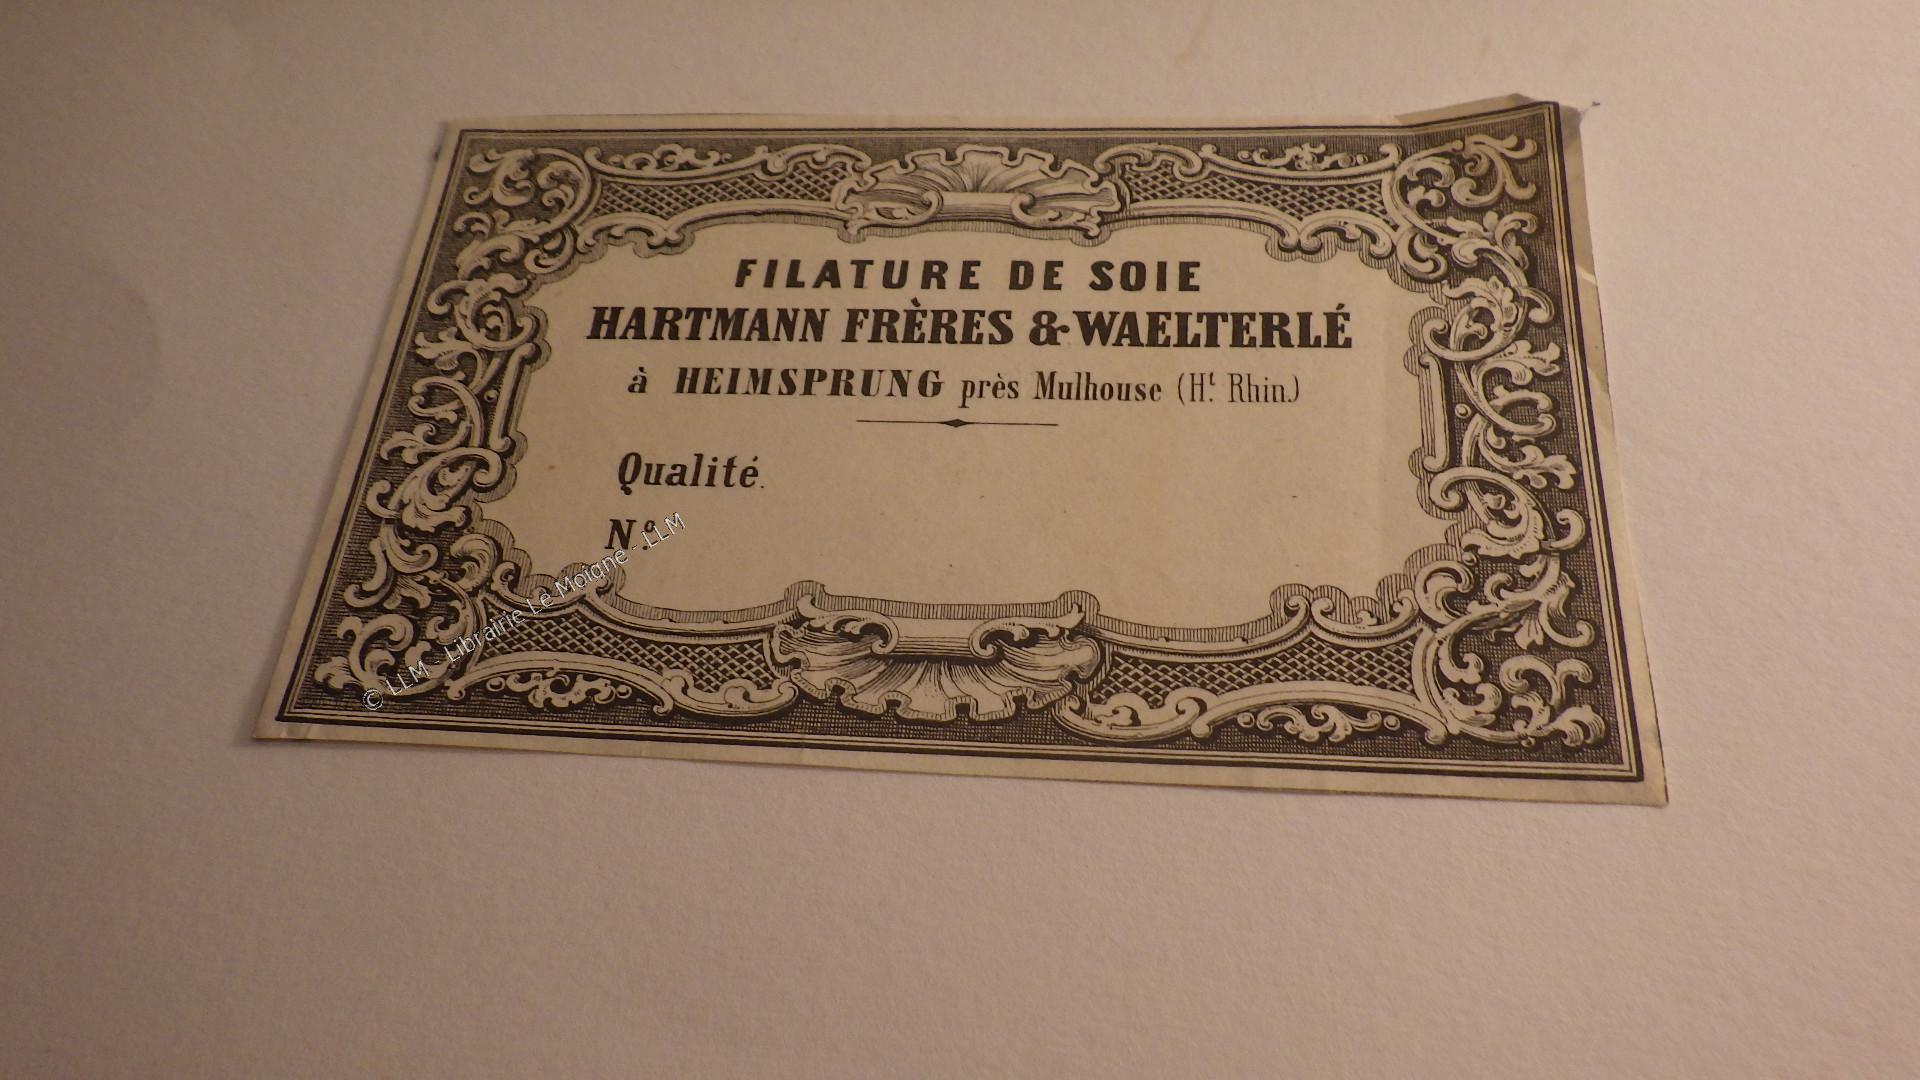 FILATURE DE SOIE
HARTMANN FRÈRES & WAELTERLÉ
à HEIMSPRUNG près Mulhouse (Ht. Rhin.)
Qualité.
No.
© LLM - Librairie Le Moigne - LLM